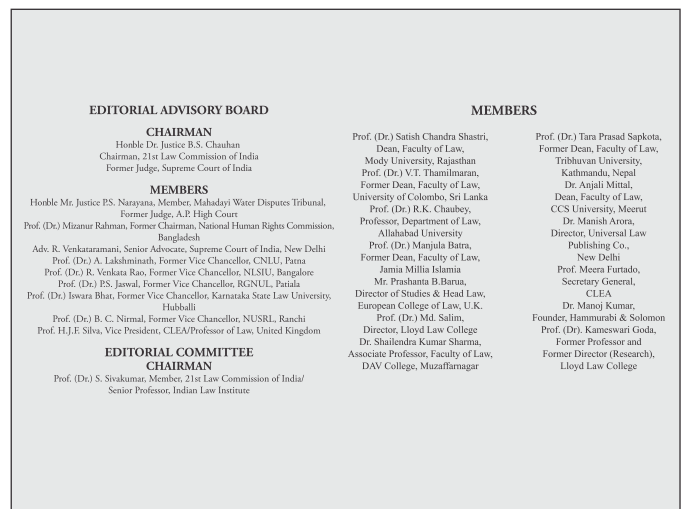 EDITORIAL ADVISORY BOARD
CHAIRMAN
Honble Dr. Justice B.S. Chauhan
Chairman, 21st Law Commission of India
Former Judge, Supreme Court of India
MEMBERS
Honble Mr. Justice P.S. Narayana, Member, Mahadayi Water Disputes Tribunal,
Former Judge, A.P. High Court
Prof. (Dr.) Mizanur Rahman, Former Chairman, National Human Rights Commission,
Bangladesh
Adv. R. Venkataramani, Senior Advocate, Supreme Court of India, New Delhi
Prof. (Dr.) A. Lakshminath, Former Vice Chancellor, CNLU, Patna
Prof. (Dr.) R. Venkata Rao, Former Vice Chancellor, NLSIU, Bangalore
Prof. (Dr.) P.S. Jaswal, Former Vice Chancellor, RGNUL, Patiala
Prof. (Dr.) Iswara Bhat, Former Vice Chancellor, Karnataka State Law University,
Hubballi
Prof. (Dr.) B. C. Nirmal, Former Vice Chancellor, NUSRL, Ranchi
Prof. H.J.F. Silva, Vice President, CLEA/Professor of Law, United Kingdom
EDITORIAL COMMITTEE
CHAIRMAN
Prof. (Dr.) S. Sivakumar, Member, 21st Law Commission of India/
Senior Professor, Indian Law Institute
MEMBERS
Prof. (Dr.) Satish Chandra Shastri,
Dean, Faculty of Law,
Mody University, Rajasthan
Prof. (Dr.) V.T. Thamilmaran,
Former Dean, Faculty of Law,
University of Colombo, Sri Lanka
Prof. (Dr.) R.K. Chaubey,
Professor, Department of Law,
Allahabad University
Prof. (Dr.) Manjula Batra,
Former Dean, Faculty of Law,
Jamia Millia Islamia
Mr. Prashanta B.Barua,
Director of Studies & Head Law,
European College of Law, U.K.
Prof. (Dr.) Md. Salim,
Director, Lloyd Law College
Dr. Shailendra Kumar Sharma,
Associate Professor, Faculty of Law,
DAV College, Muzaffarnagar
Prof. (Dr.) Tara Prasad Sapkota,
Former Dean, Faculty of Law,
Tribhuvan University,
Kathmandu, Nepal
Dr. Anjali Mittal,
Dean, Faculty of Law,
CCS University, Meerut
Dr. Manish Arora,
Director, Universal Law
Publishing Co.,
New Delhi
Prof. Meera Furtado,
Secretary General,
CLEA
Dr. Manoj Kumar,
Founder, Hammurabi & Solomon
Prof. (Dr). Kameswari Goda,
Former Professor and
Former Director (Research),
Lloyd Law College